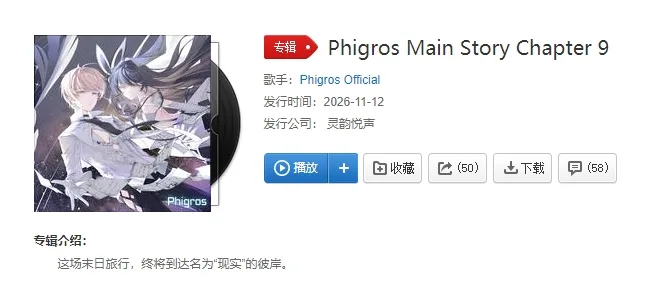 专辑
Phigros Main Story Chapter 9
歌手：Phigros Official
发行时间：2026-11-12
发行公司：灵韵悦声
播放
+
收藏
(50)
下载
(58)
Phigros
专辑介绍：
这场末日旅行，终将到达名为“现实”的彼岸。